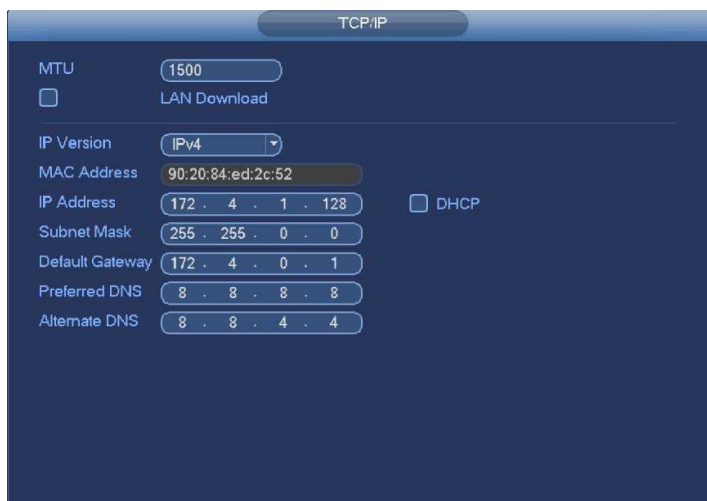 TCP/IP
MTU 1500
LAN Download
IP Version IPv4
MAC Address 90:20:84:ed:2c:52
IP Address 172 . 4 . 1 . 128 DHCP
Subnet Mask 255 . 255 . 0 . 0
Default Gateway 172 . 4 . 0 . 1
Preferred DNS 8 . 8 . 8 . 8
Alternate DNS 8 . 8 . 4 . 4